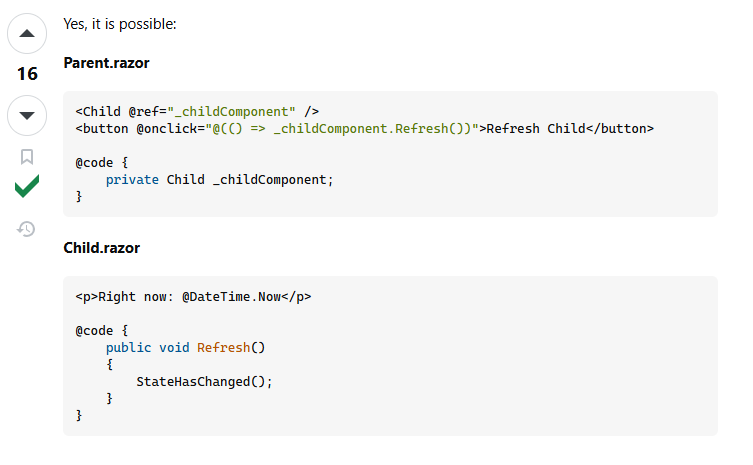 Yes, it is possible:
16
Parent.razor
<Child @ref="_childComponent" />
<button @onclick="@(() => _childComponent.Refresh())">Refresh Child</button>
@code {
    private Child _childComponent;
}
Child.razor
<p>Right now: @DateTime.Now</p>
@code {
    public void Refresh()
    {
        StateHasChanged();
    }
}